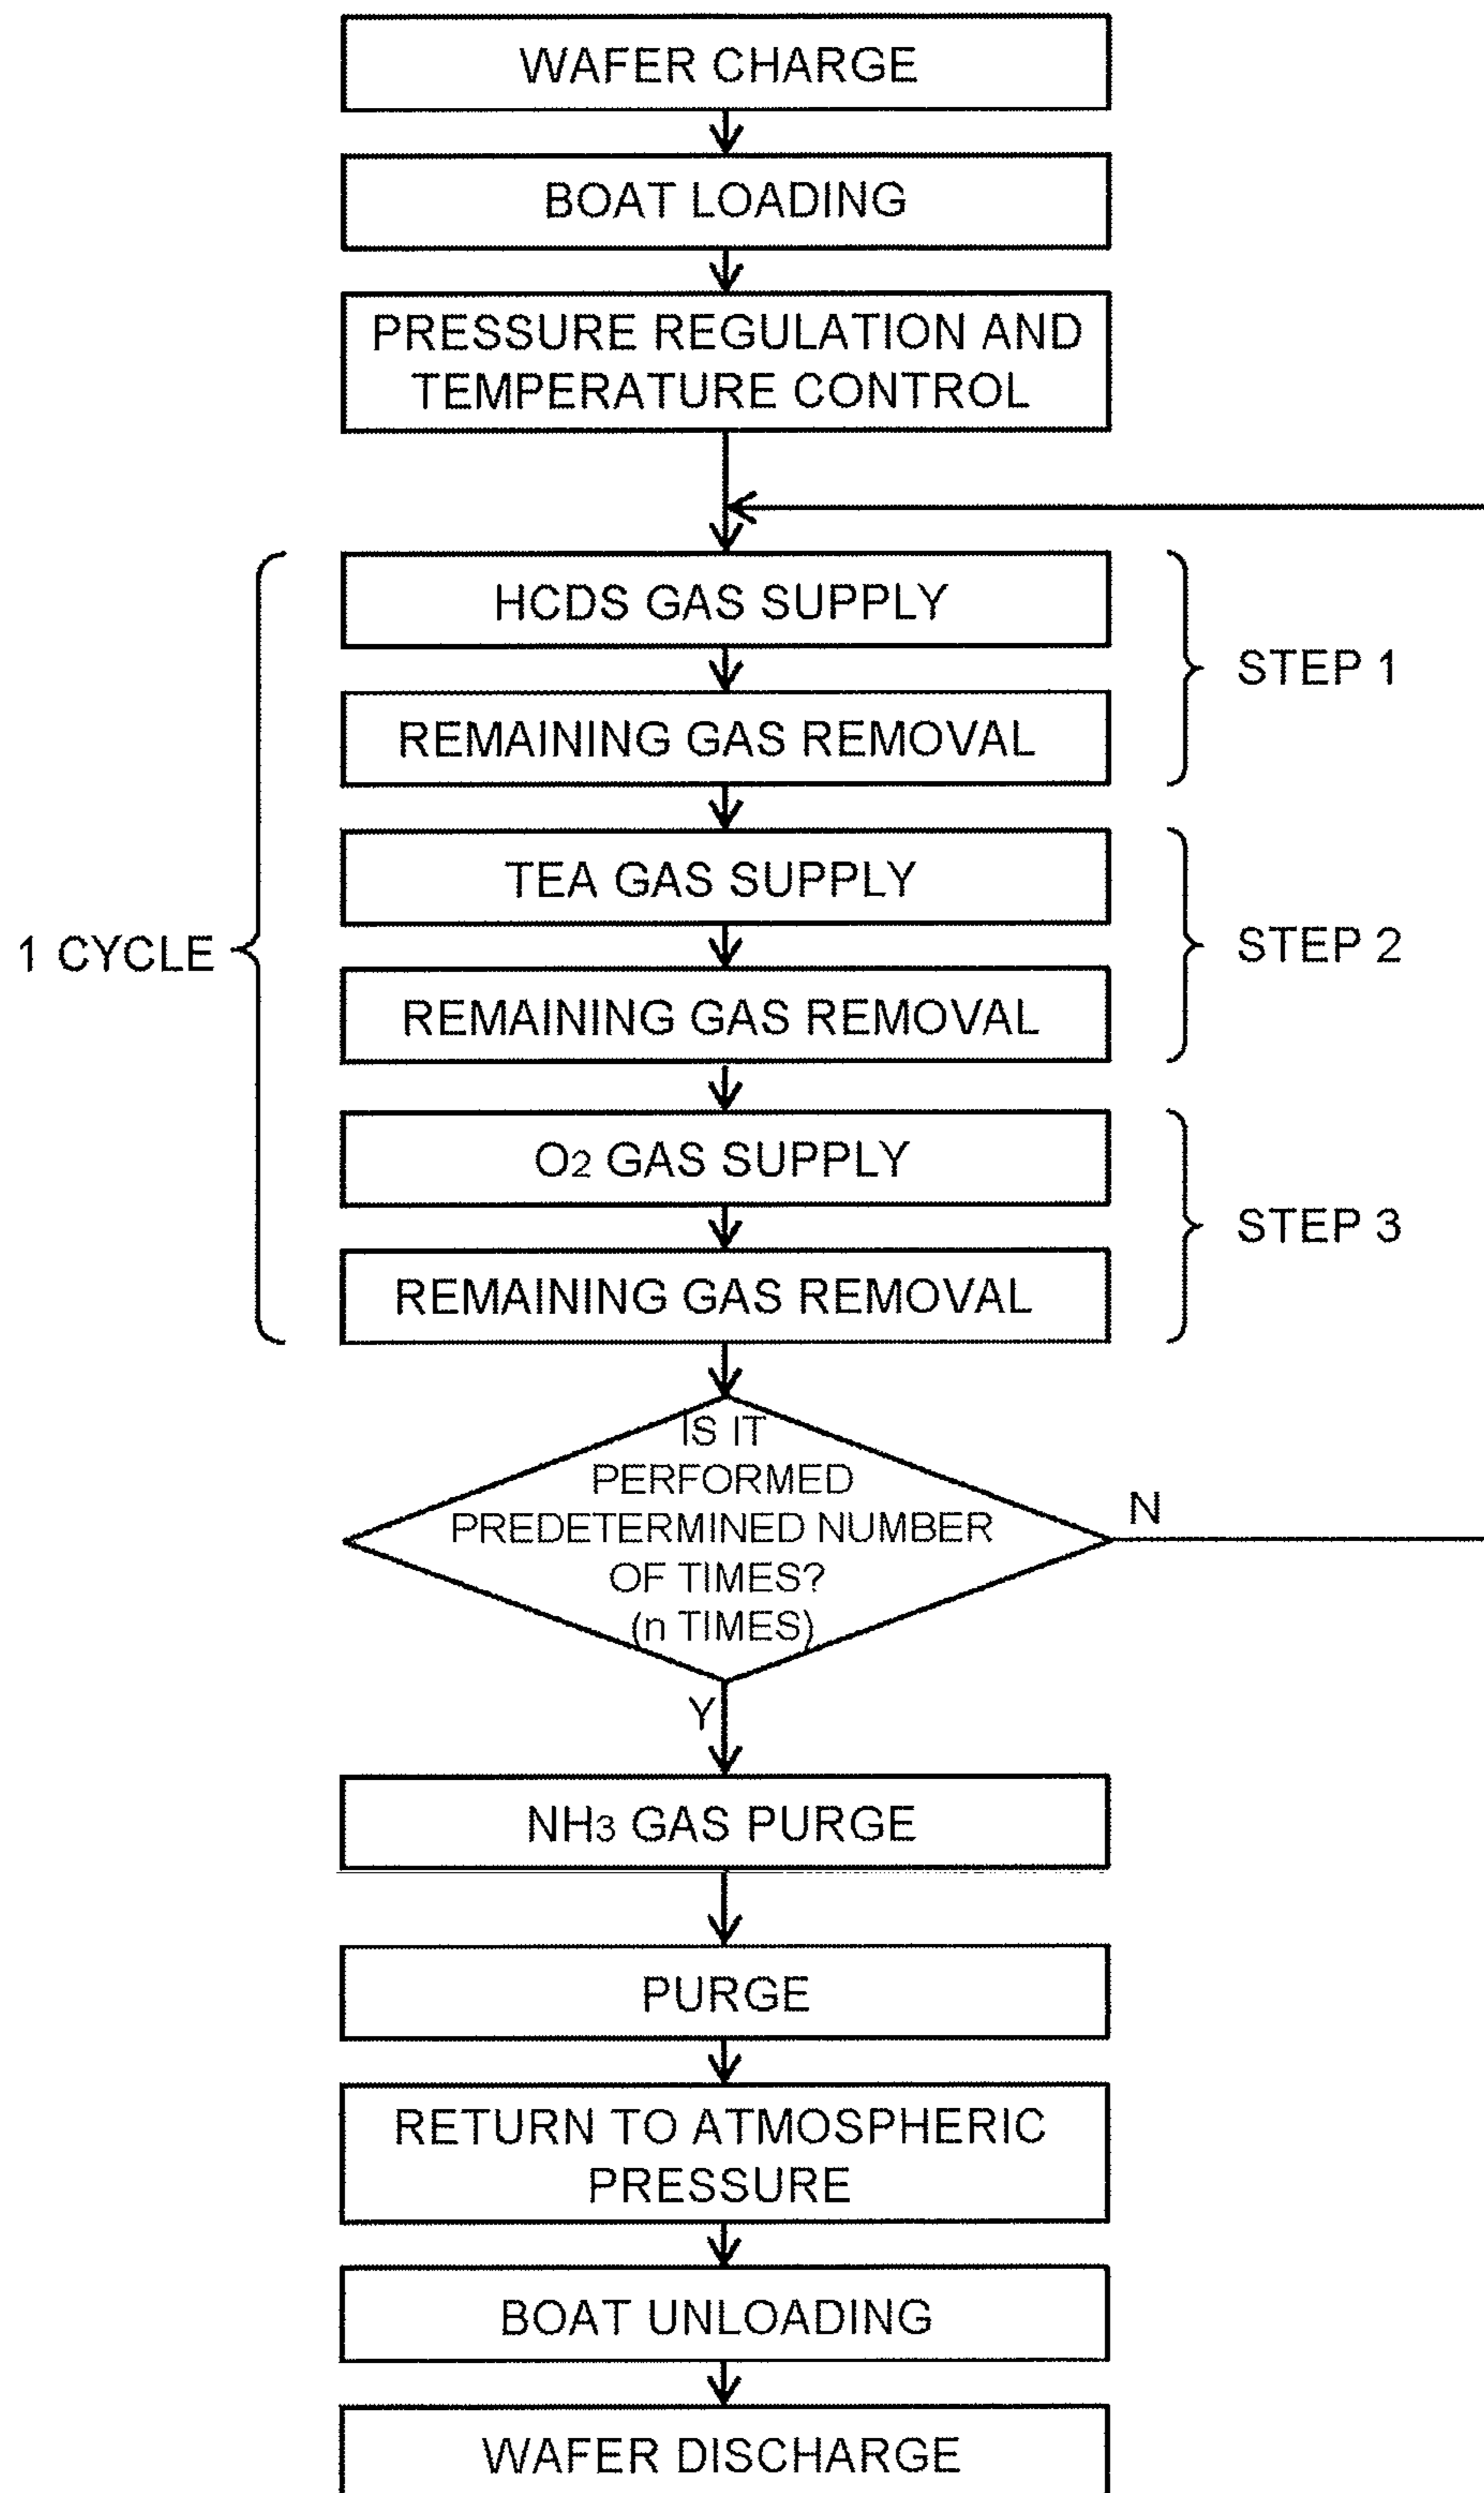 WAFER CHARGE
BOAT LOADING
PRESSURE REGULATION AND
TEMPERATURE CONTROL
HCDS GAS SUPPLY
STEP 1
REMAINING GAS REMOVAL
TEA GAS SUPPLY
1 CYCLE
STEP 2
REMAINING GAS REMOVAL
O2 GAS SUPPLY
STEP 3
REMAINING GAS REMOVAL
IS IT
PERFORMED
PREDETERMINED NUMBER
OF TIMES?
(n TIMES)
N
Y
NH3 GAS PURGE
PURGE
RETURN TO ATMOSPHERIC
PRESSURE
BOAT UNLOADING
WAFER DISCHARGE